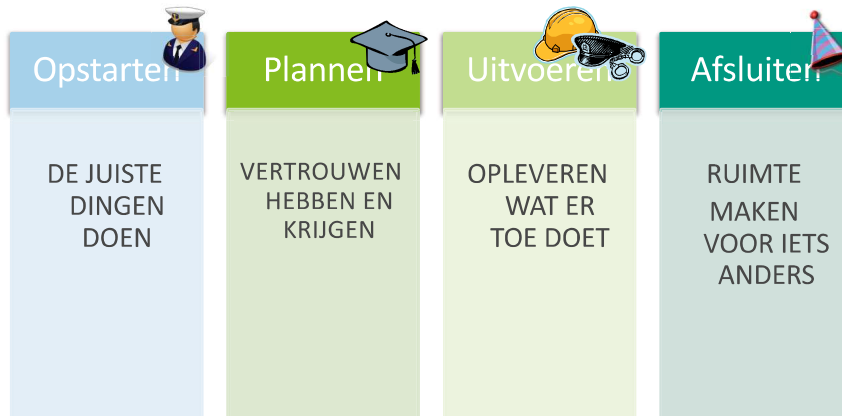 Opstarten
DE JUISTE
DINGEN
DOEN
Plannen
VERTROUWEN
HEBBEN EN
KRIJGEN
Uitvoeren
OPLEVEREN
WAT ER
TOE DOET
Afsluiten
RUIMTE
MAKEN
VOOR IETS
ANDERS